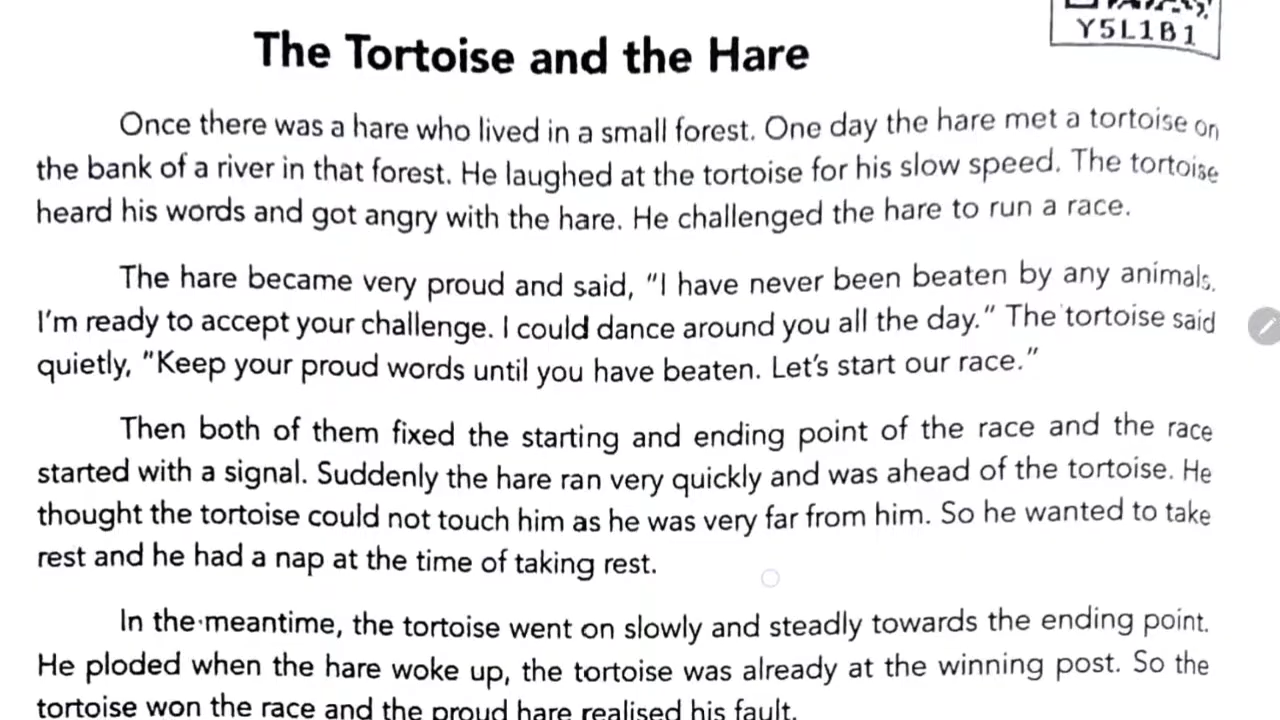 Y5L1B1
The Tortoise and the Hare
Once there was a hare who lived in a small forest. One day the hare met a tortoise on
the bank of a river in that forest. He laughed at the tortoise for his slow speed. The tortoise
heard his words and got angry with the hare. He challenged the hare to run a race.
The hare became very proud and said, "I have never been beaten by any animals.
I'm ready to accept your challenge. I could dance around you all the day." The tortoise said
quietly, "Keep your proud words until you have beaten. Let's start our race."
Then both of them fixed the starting and ending point of the race and the race
started with a signal. Suddenly the hare ran very quickly and was ahead of the tortoise. He
thought the tortoise could not touch him as he was very far from him. So he wanted to take
rest and he had a nap at the time of taking rest.
In the meantime, the tortoise went on slowly and steadily towards the ending point.
He ploded when the hare woke up, the tortoise was already at the winning post. So the
tortoise won the race and the proud hare realised his fault.